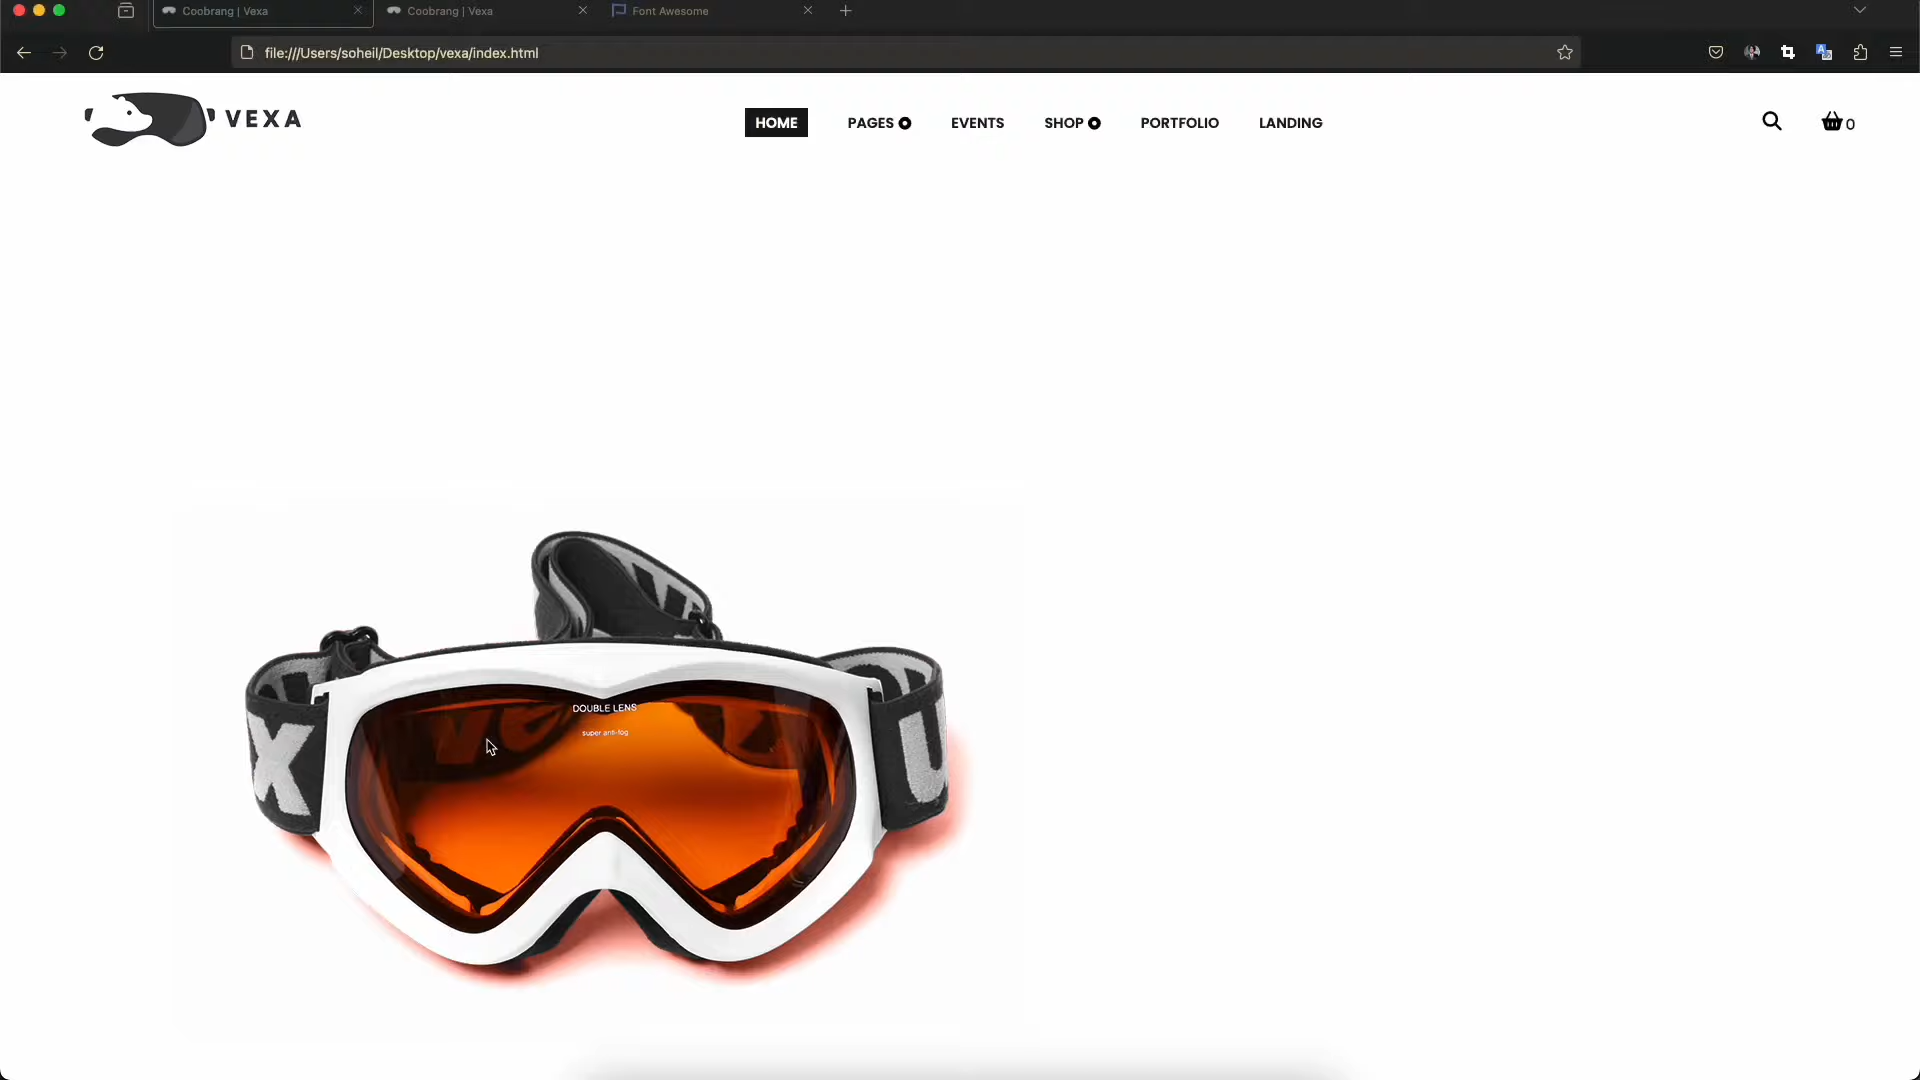 Coobrang | Vexa
Coobrang | Vexa
Font Awesome
file:///Users/soheil/Desktop/vexa/index.html
VEXA
HOME
PAGES
EVENTS
SHOP
PORTFOLIO
LANDING
0
X
U
DOUBLE LENS
super anti-fog